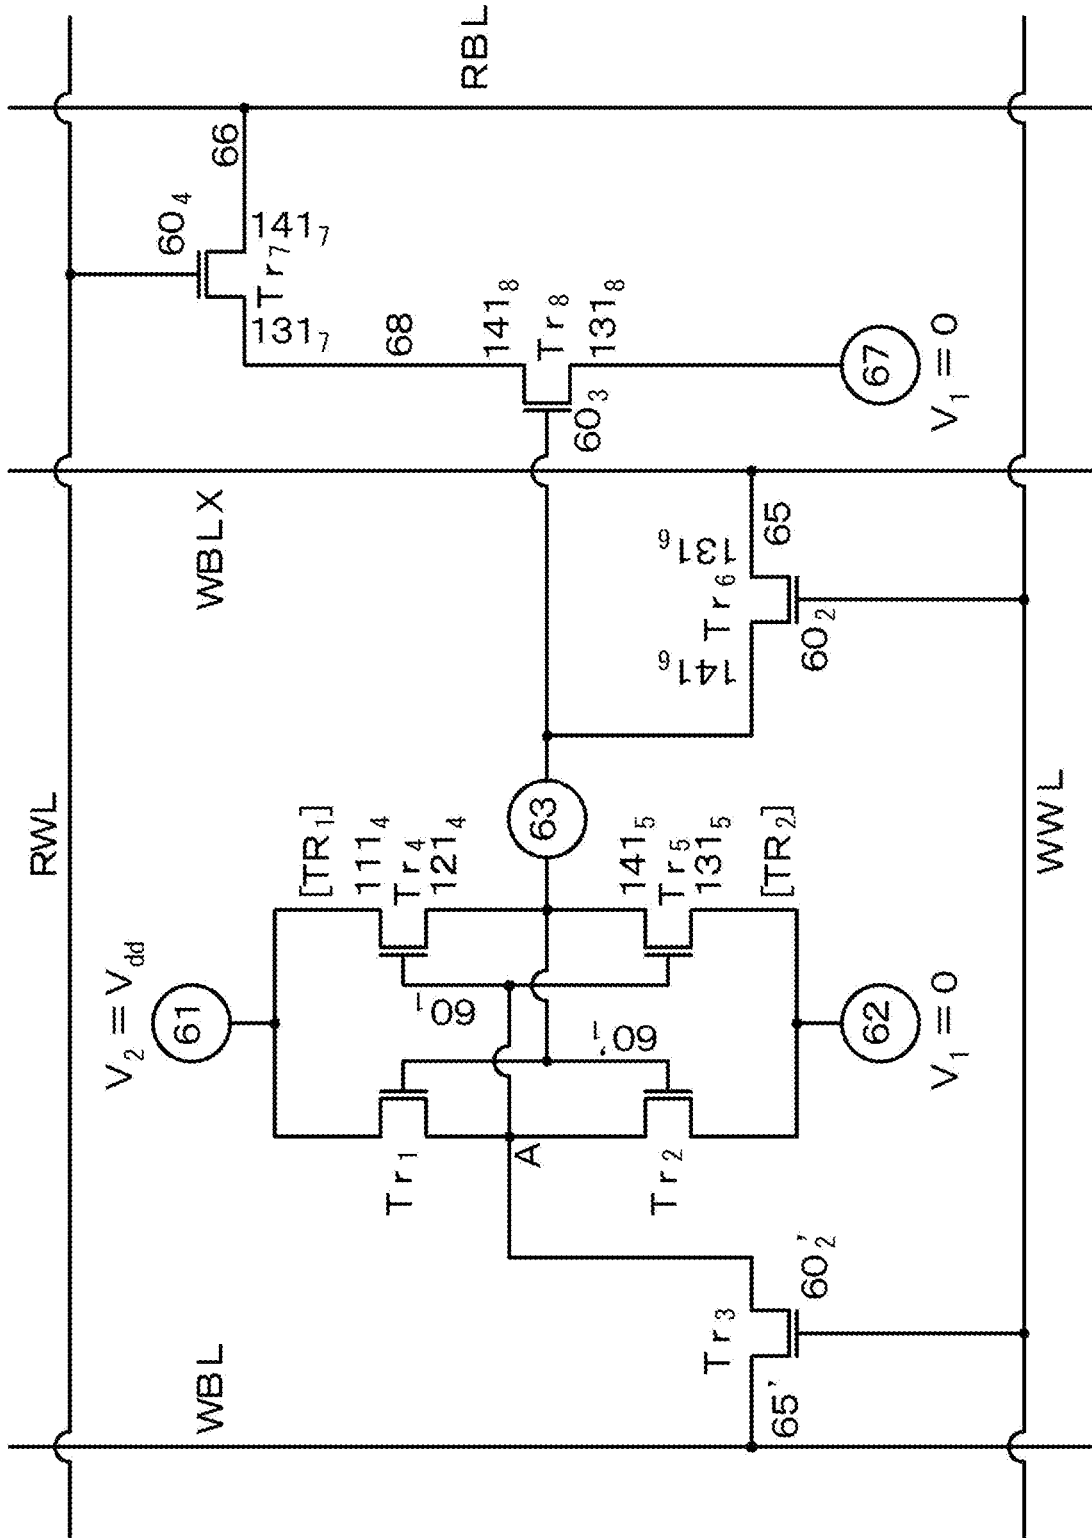 RWL
WBL
V₂ = V_dd
61
WBLX
60₄
66
RBL
141₇
Tr₇
131₇
68
[TR₁]
111₄
Tr₄
121₄
Tr₁
60₁
A
60₁'
63
141₈
Tr₈
131₈
60₃
141₅
Tr₅
131₅
[TR₂]
Tr₂
131₆
Tr₆
141₆
65
60₂
Tr₃
65'
60₂'
62
V₁ = 0
67
V₁ = 0
WWL